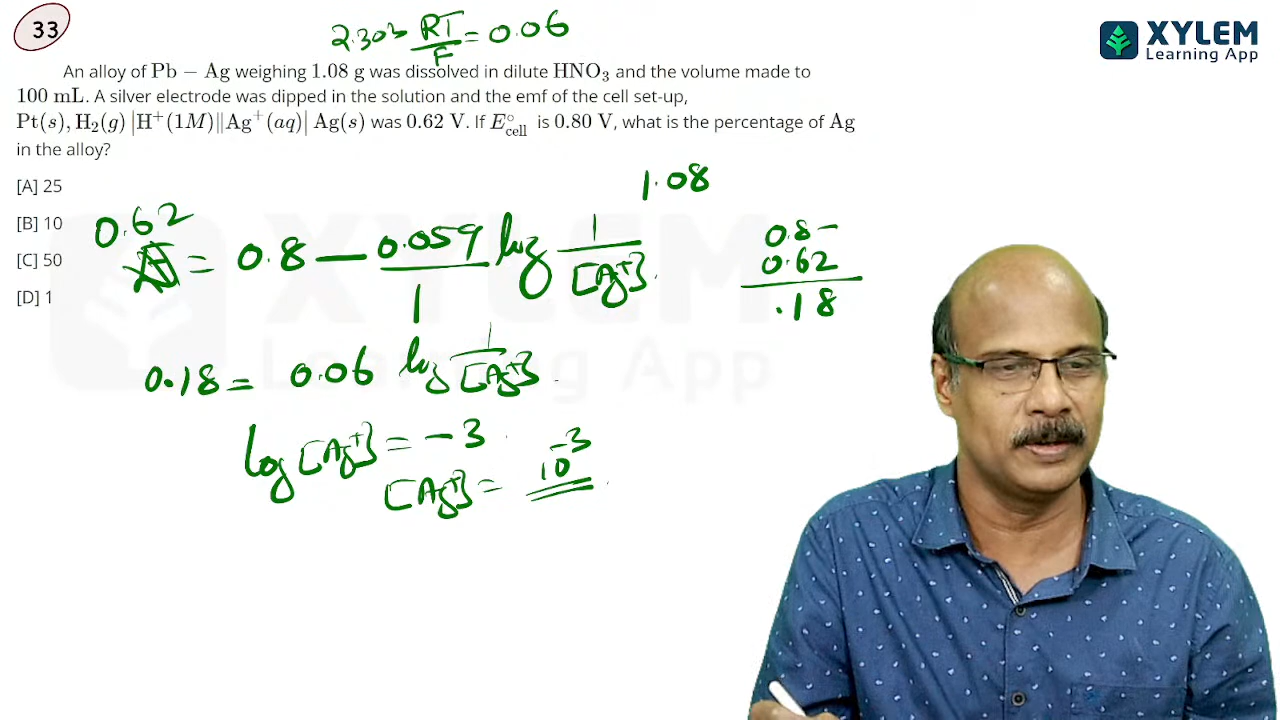 33
2.303 RT/F = 0.06
XYLEM
Learning App
An alloy of Pb − Ag weighing 1.08 g was dissolved in dilute HNO₃ and the volume made to
100 mL. A silver electrode was dipped in the solution and the emf of the cell set-up,
Pt(s), H₂(g) |H⁺(1M)‖Ag⁺(aq)| Ag(s) was 0.62 V. If E°cell is 0.80 V, what is the percentage of Ag
in the alloy?
[A] 25
[B] 10
[C] 50
[D] 1
1.08
0.62 = 0.8 − 0.059/1 log 1/[Ag⁺]
0.8 −
0.62
.18
XYLEM
Learning App
0.18 = 0.06 log 1/[Ag⁺]
log [Ag⁺] = −3
[Ag⁺] = 10⁻³